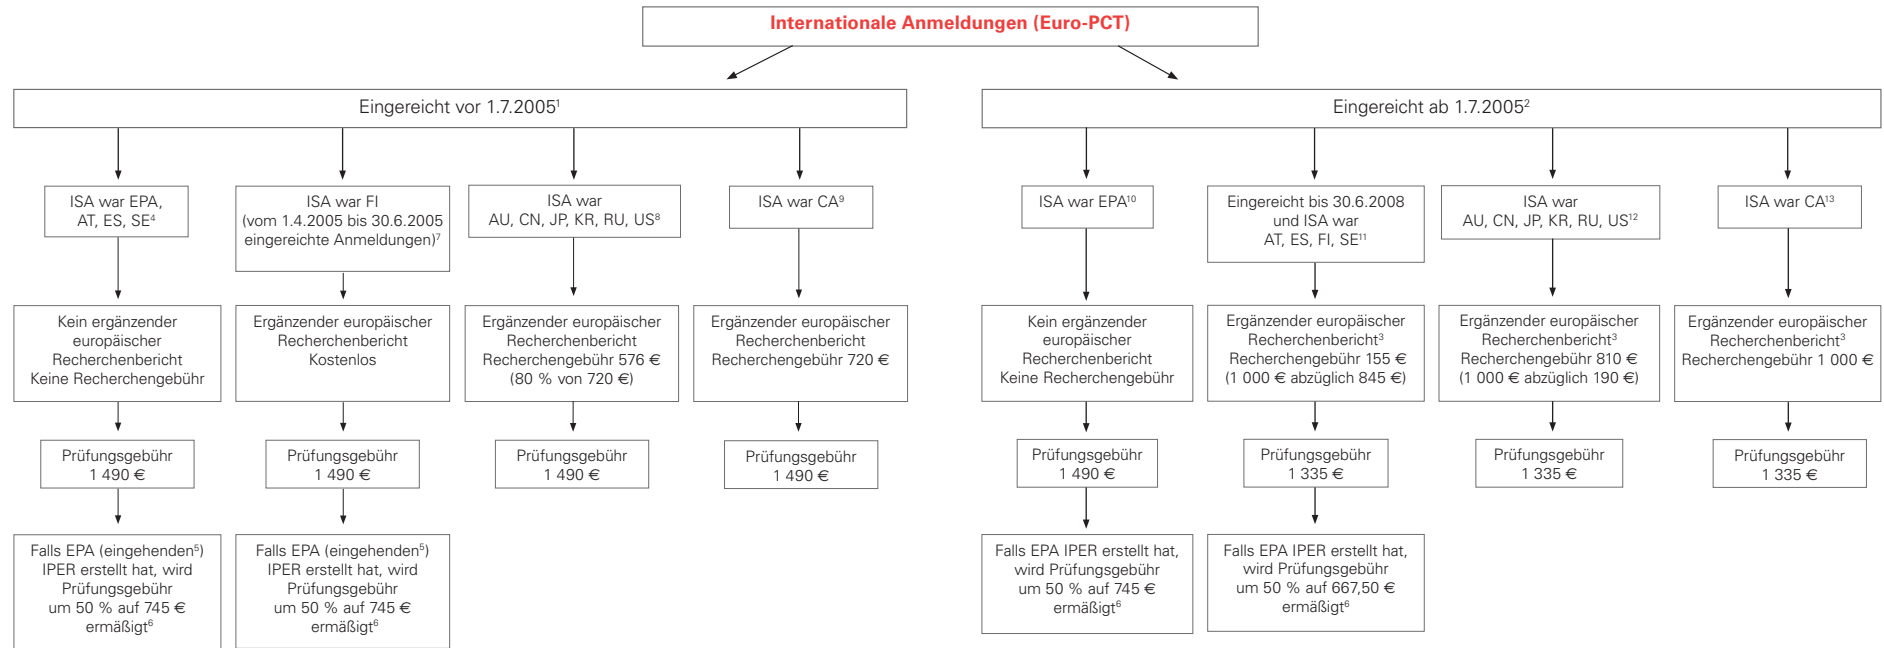 Internationale Anmeldungen (Euro-PCT)
Eingereicht vor 1.7.2005¹
ISA war EPA,
AT, ES, SE⁴
Kein ergänzender
europäischer
Recherchenbericht
Keine Recherchengebühr
Prüfungsgebühr
1 490 €
Falls EPA (eingehenden⁵)
IPER erstellt hat, wird
Prüfungsgebühr
um 50 % auf 745 €
ermäßigt⁶
ISA war FI
(vom 1.4.2005 bis 30.6.2005
eingereichte Anmeldungen)⁷
Ergänzender europäischer
Recherchenbericht
Kostenlos
Prüfungsgebühr
1 490 €
Falls EPA (eingehenden⁵)
IPER erstellt hat, wird
Prüfungsgebühr
um 50 % auf 745 €
ermäßigt⁶
ISA war
AU, CN, JP, KR, RU, US⁸
Ergänzender europäischer
Recherchenbericht
Recherchengebühr 576 €
(80 % von 720 €)
Prüfungsgebühr
1 490 €
ISA war CA⁹
Ergänzender europäischer
Recherchenbericht
Recherchengebühr 720 €
Prüfungsgebühr
1 490 €
Eingereicht ab 1.7.2005²
ISA war EPA¹⁰
Kein ergänzender
europäischer
Recherchenbericht
Keine Recherchengebühr
Prüfungsgebühr
1 490 €
Falls EPA IPER erstellt hat,
wird Prüfungsgebühr
um 50 % auf 745 €
ermäßigt⁶
Eingereicht bis 30.6.2008
und ISA war
AT, ES, FI, SE¹¹
Ergänzender europäischer
Recherchenbericht³
Recherchengebühr 155 €
(1 000 € abzüglich 845 €)
Prüfungsgebühr
1 335 €
Falls EPA IPER erstellt hat,
wird Prüfungsgebühr
um 50 % auf 667,50 €
ermäßigt⁶
ISA war
AU, CN, JP, KR, RU, US¹²
Ergänzender europäischer
Recherchenbericht³
Recherchengebühr 810 €
(1 000 € abzüglich 190 €)
Prüfungsgebühr
1 335 €
ISA war CA¹³
Ergänzender europäischer
Recherchenbericht³
Recherchengebühr 1 000 €
Prüfungsgebühr
1 335 €